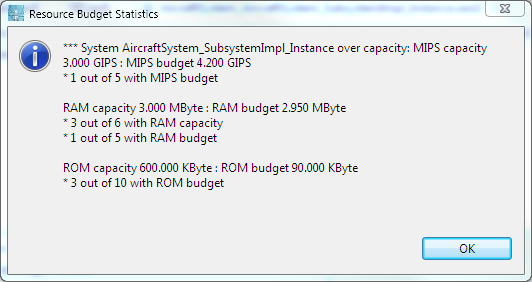 Resource Budget Statistics
*** System AircraftSystem_SubsystemImpl_Instance over capacity: MIPS capacity
3.000 GIPS : MIPS budget 4.200 GIPS
* 1 out of 5 with MIPS budget
RAM capacity 3.000 MByte : RAM budget 2.950 MByte
* 3 out of 6 with RAM capacity
* 1 out of 5 with RAM budget
ROM capacity 600.000 KByte : ROM budget 90.000 KByte
* 3 out of 10 with ROM budget
OK